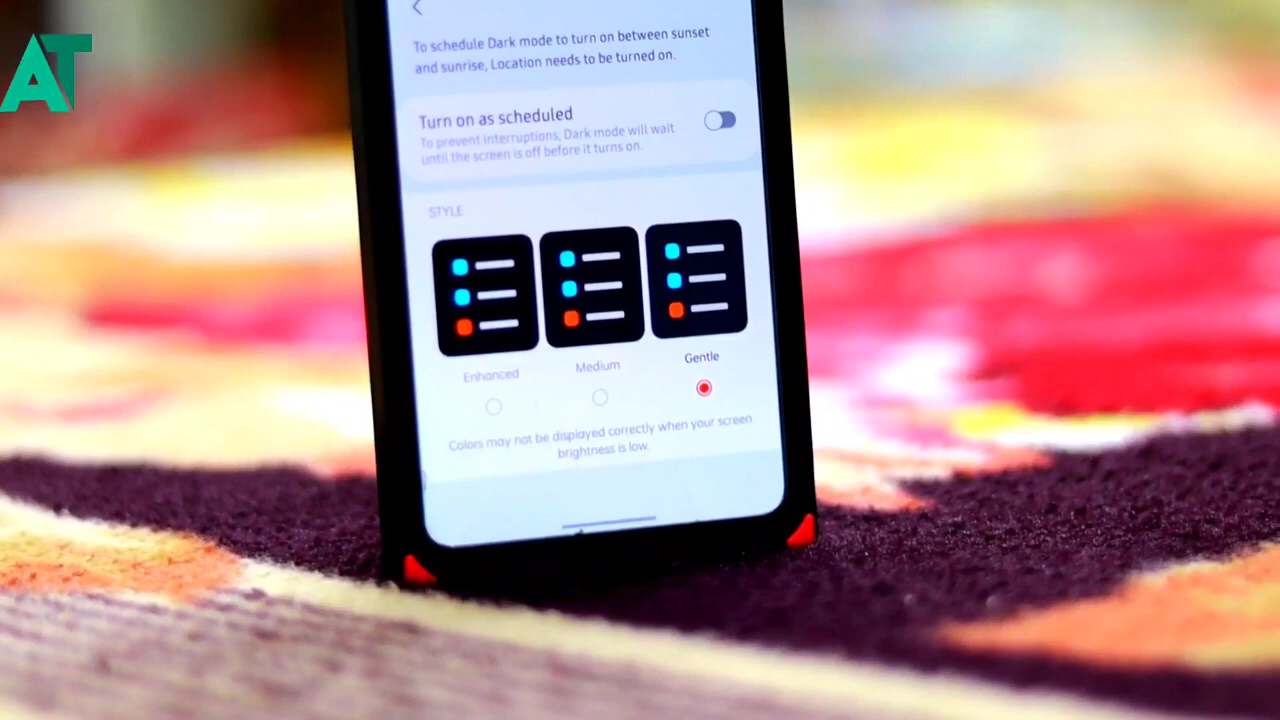 AT
To schedule Dark mode to turn on between sunset
and sunrise, Location needs to be turned on.
Turn on as scheduled
To prevent interruptions, Dark mode will wait
until the screen is off before it turns on.
STYLE
Enhanced
Medium
Gentle
Colors may not be displayed correctly when your screen
brightness is low.